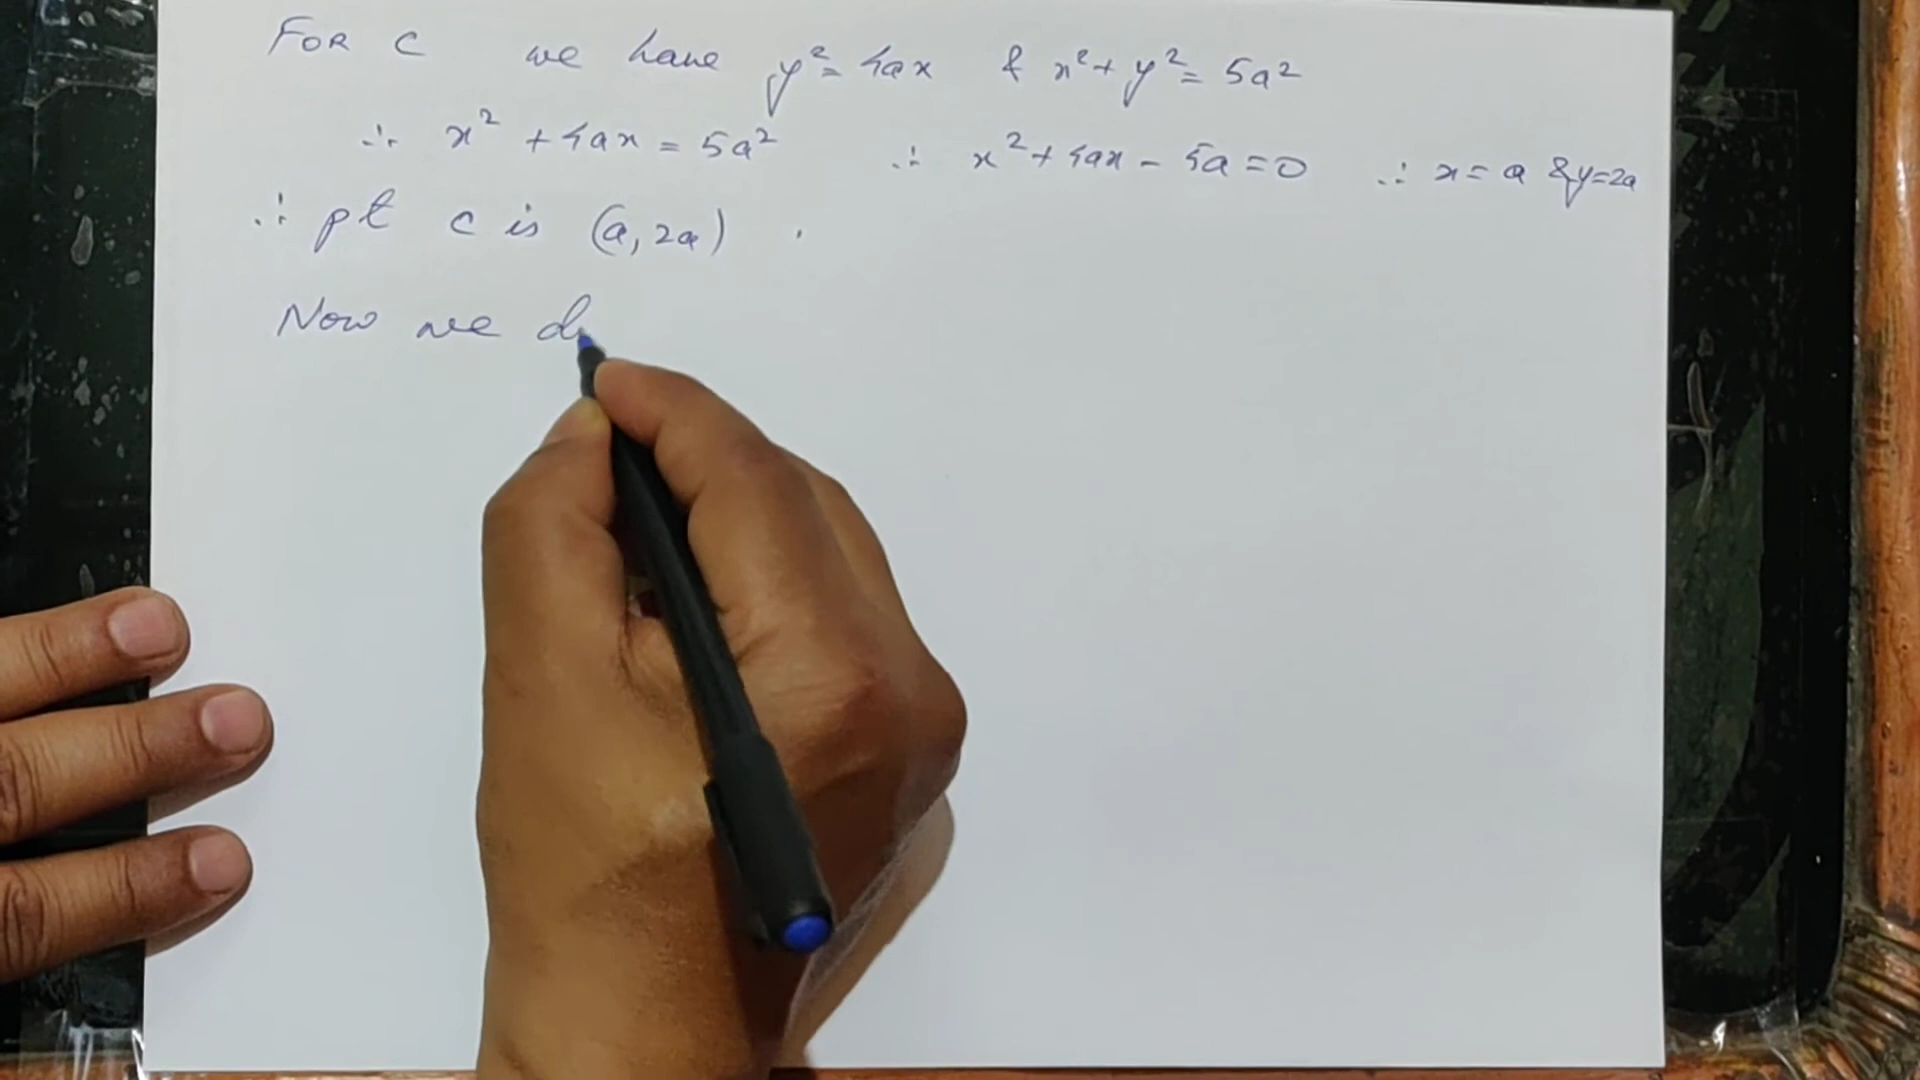 FOR C we have y² = 4ax & x² + y² = 5a²
∴ x² + 4ax = 5a² ∴ x² + 4ax - 5a = 0 ∴ x = a & y = 2a
∴ pt C is (a, 2a) .
Now we d